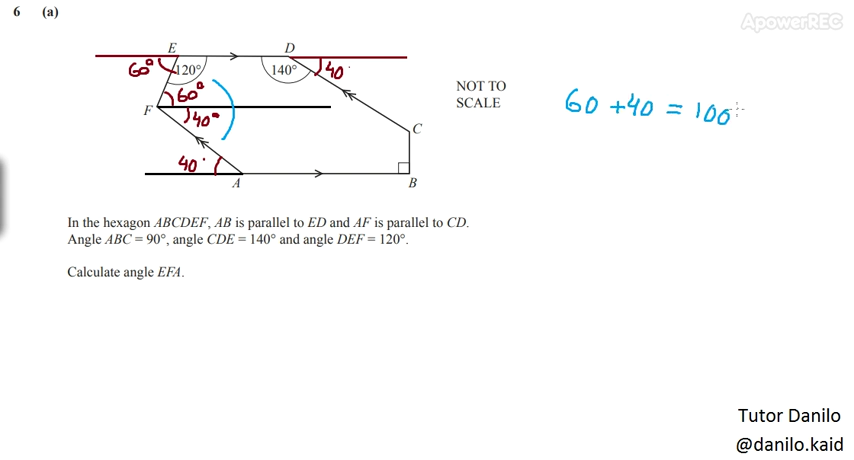 6 (a)
ApowerREC
E
D
60°
120°
140°
40
60°
F
40°
NOT TO
SCALE
60 + 40 = 100
C
40°
A
B
In the hexagon ABCDEF, AB is parallel to ED and AF is parallel to CD.
Angle ABC = 90°, angle CDE = 140° and angle DEF = 120°.
Calculate angle EFA.
Tutor Danilo
@danilo.kaid